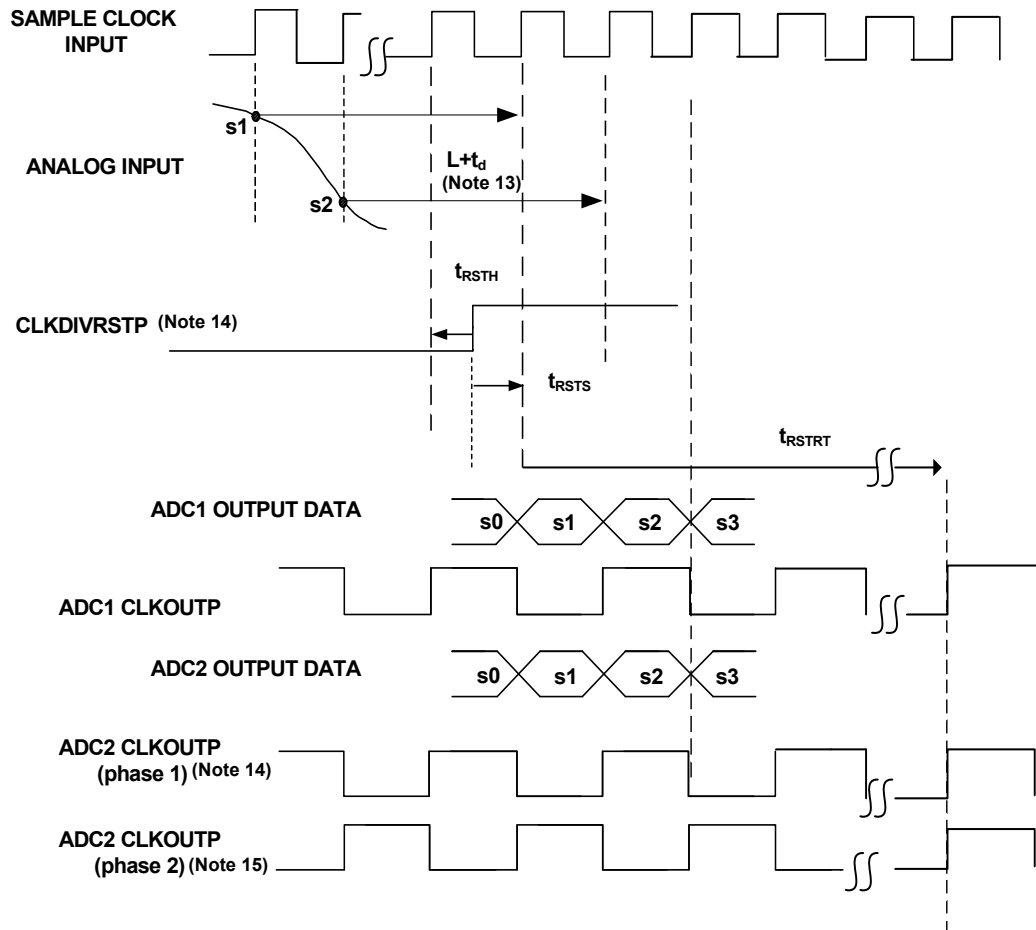 SAMPLE CLOCK
INPUT
s1
L+td
(Note 13)
ANALOG INPUT
s2
tRSTH
CLKDIVRSTP (Note 14)
tRSTS
tRSTRT
ADC1 OUTPUT DATA
s0 s1 s2 s3
ADC1 CLKOUTP
ADC2 OUTPUT DATA
s0 s1 s2 s3
ADC2 CLKOUTP
(phase 1) (Note 14)
ADC2 CLKOUTP
(phase 2) (Note 15)